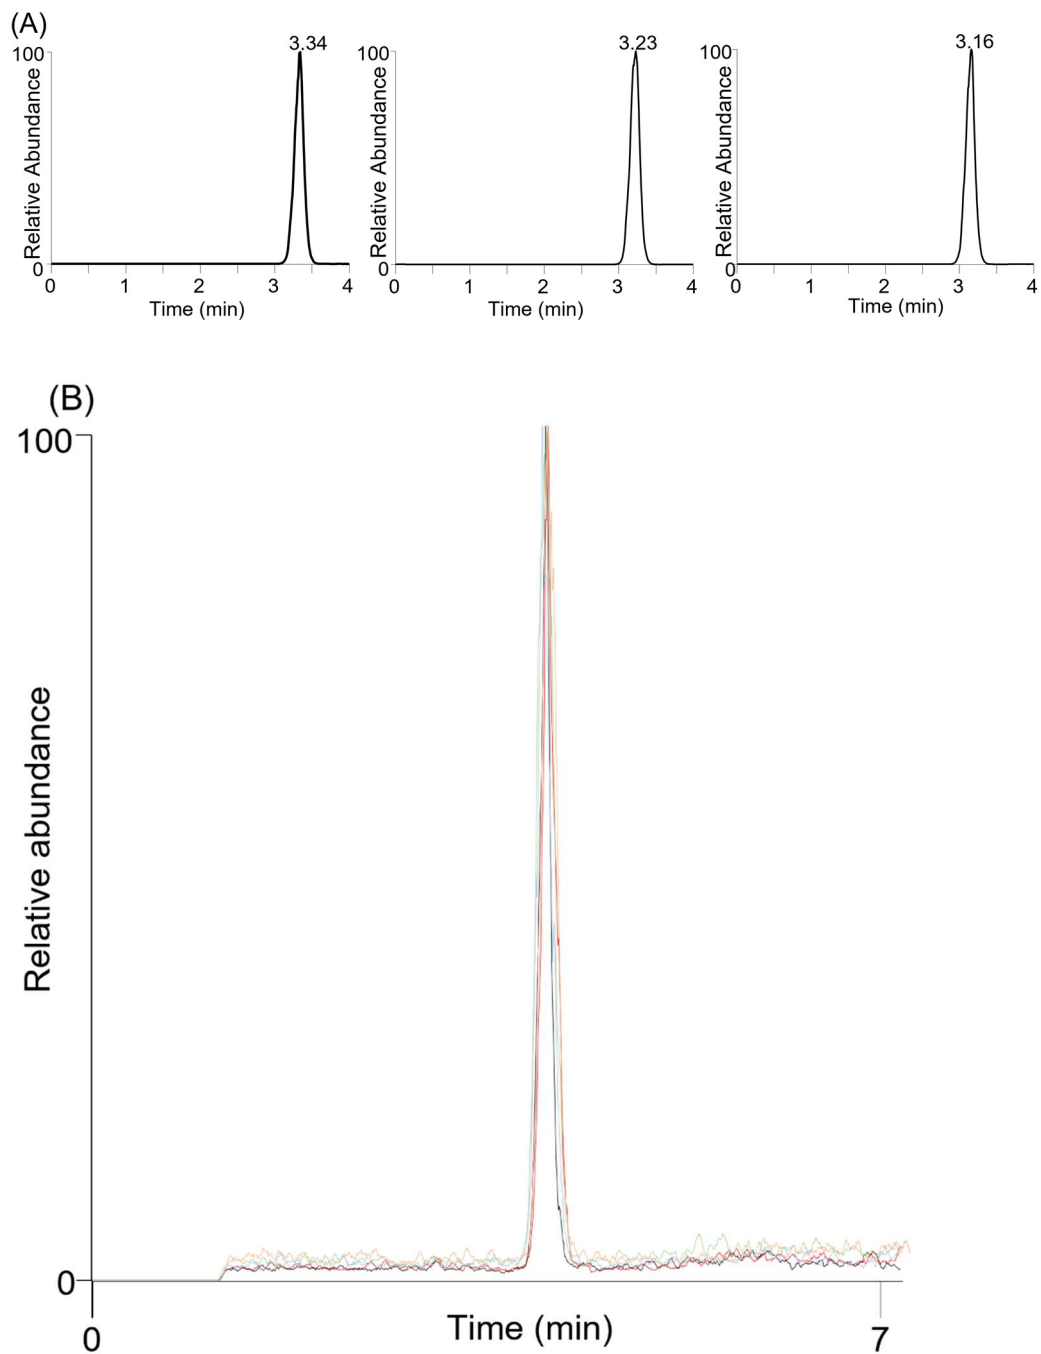 (A)
3.34
100
Relative Abundance
0
0 1 2 3 4
Time (min)
3.23
100
Relative Abundance
0
0 1 2 3 4
Time (min)
3.16
100
Relative Abundance
0
0 1 2 3 4
Time (min)
(B)
100
Relative abundance
0
0 7
Time (min)